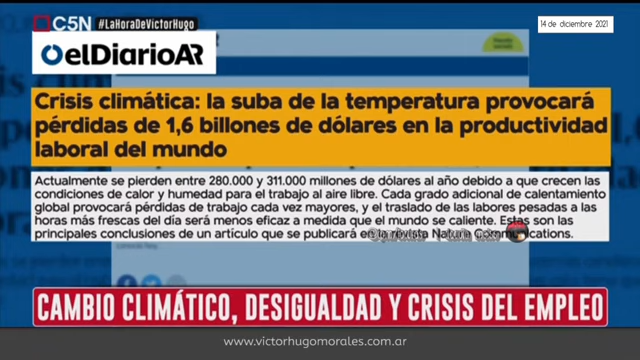 C5N
#LaHoraDeVictorHugo
14 de diciembre 2021
elDiarioAR
Crisis climática: la suba de la temperatura provocará
pérdidas de 1,6 billones de dólares en la productividad
laboral del mundo
Actualmente se pierden entre 280.000 y 311.000 millones de dólares al año debido a que crecen las
condiciones de calor y humedad para el trabajo al aire libre. Cada grado adicional de calentamiento
global provocará pérdidas de trabajo cada vez mayores, y el traslado de las labores pesadas a las
horas más frescas del día será menos eficaz a medida que el mundo se caliente. Estas son las
principales conclusiones de un artículo que se publicará en la revista Nature Communications.
CAMBIO CLIMÁTICO, DESIGUALDAD Y CRISIS DEL EMPLEO
www.victorhugomorales.com.ar